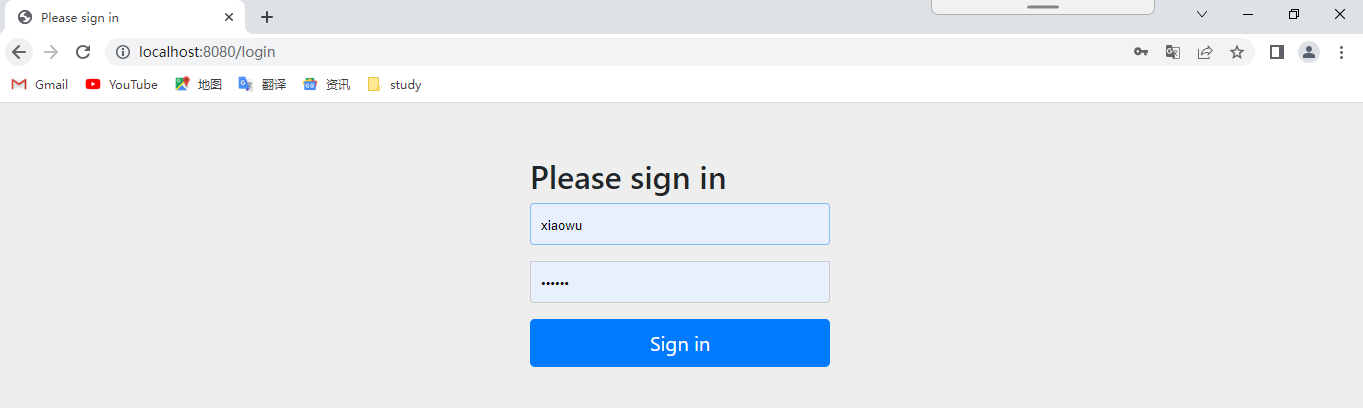 Please sign in
localhost:8080/login
Gmail YouTube 地图 翻译 资讯 study
Please sign in
xiaowu
••••••
Sign in